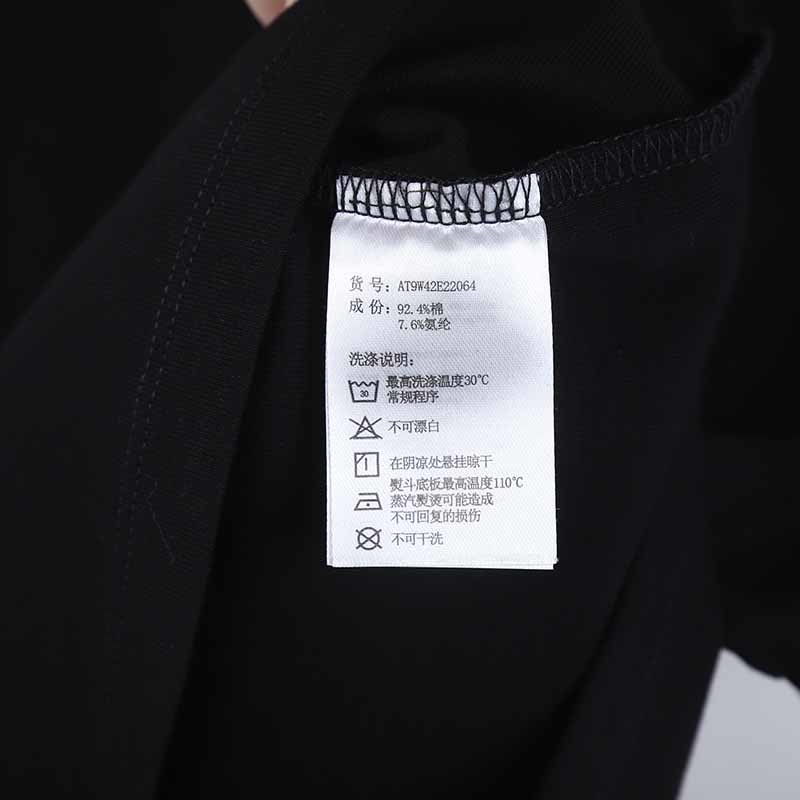 货号: AT9W42E22064
成份: 92.4%棉
7.6%氨纶
洗涤说明:
30
最高洗涤温度30℃
常规程序
不可漂白
在阴凉处悬挂晾干
熨斗底板最高温度110℃
蒸汽熨烫可能造成
不可回复的损伤
不可干洗